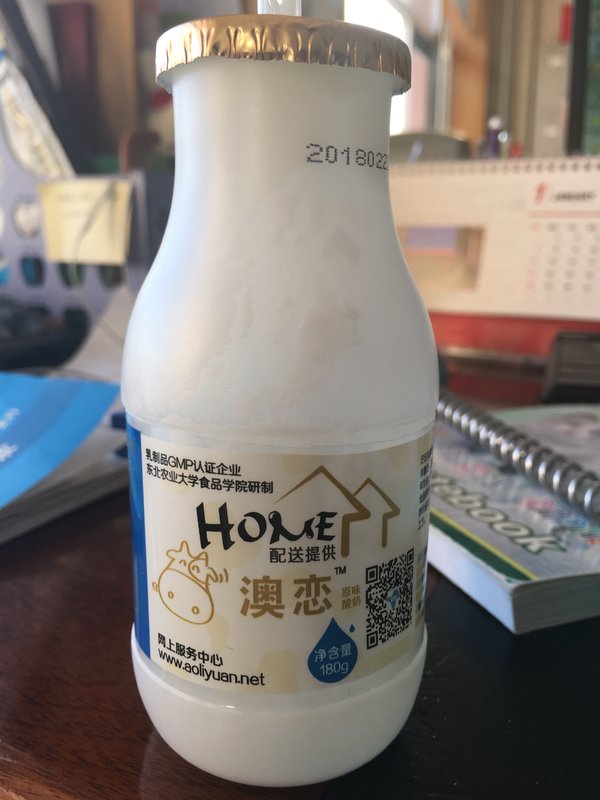 2018022
乳制品GMP认证企业
东北农业大学食品学院研制
HOME
配送提供
澳恋™
原味
酸奶
净含量
180g
网上服务中心
www.aoliyuan.net
tebook